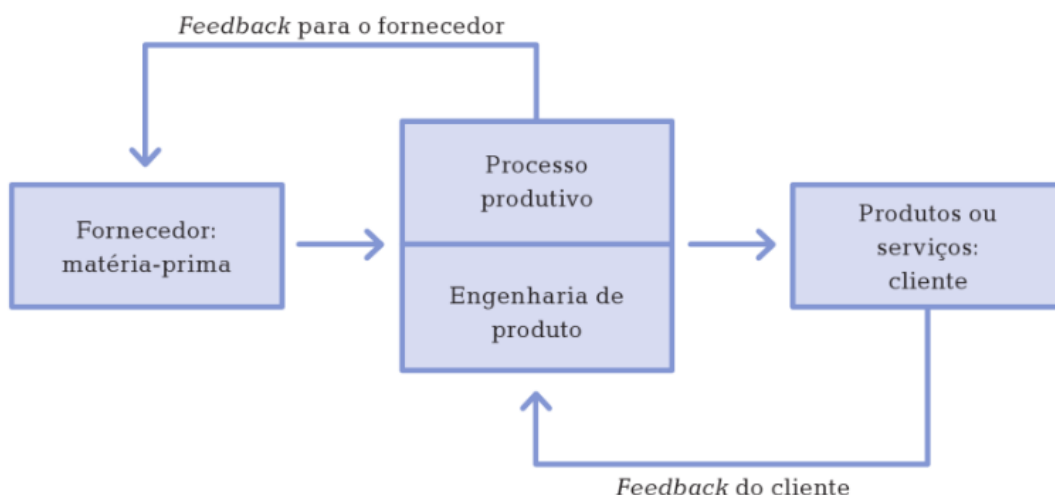 Feedback para o fornecedor
Fornecedor:
matéria-prima
Processo
produtivo
Engenharia de
produto
Produtos ou
serviços:
cliente
Feedback do cliente